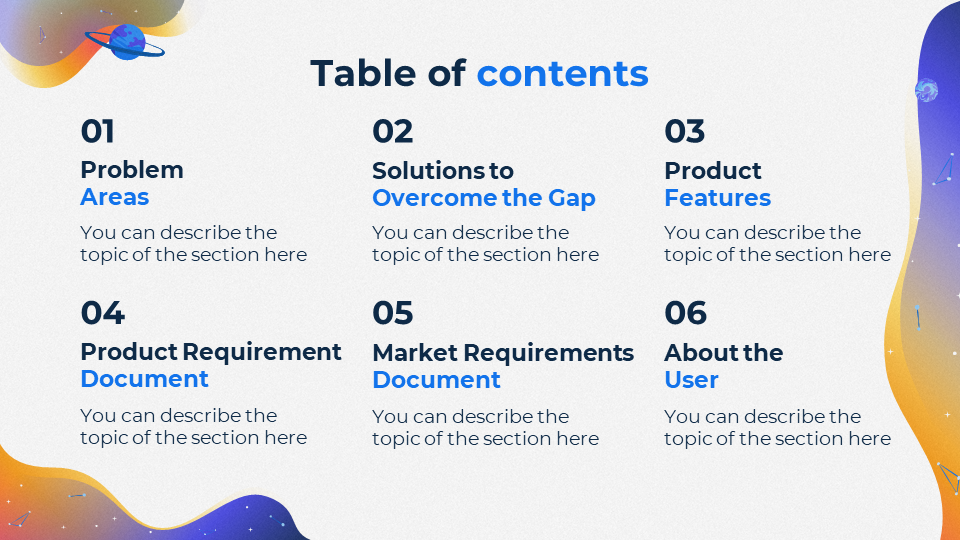 Table of contents
01
Problem
Areas
You can describe the
topic of the section here
02
Solutions to
Overcome the Gap
You can describe the
topic of the section here
03
Product
Features
You can describe the
topic of the section here
04
Product Requirement
Document
You can describe the
topic of the section here
05
Market Requirements
Document
You can describe the
topic of the section here
06
About the
User
You can describe the
topic of the section here